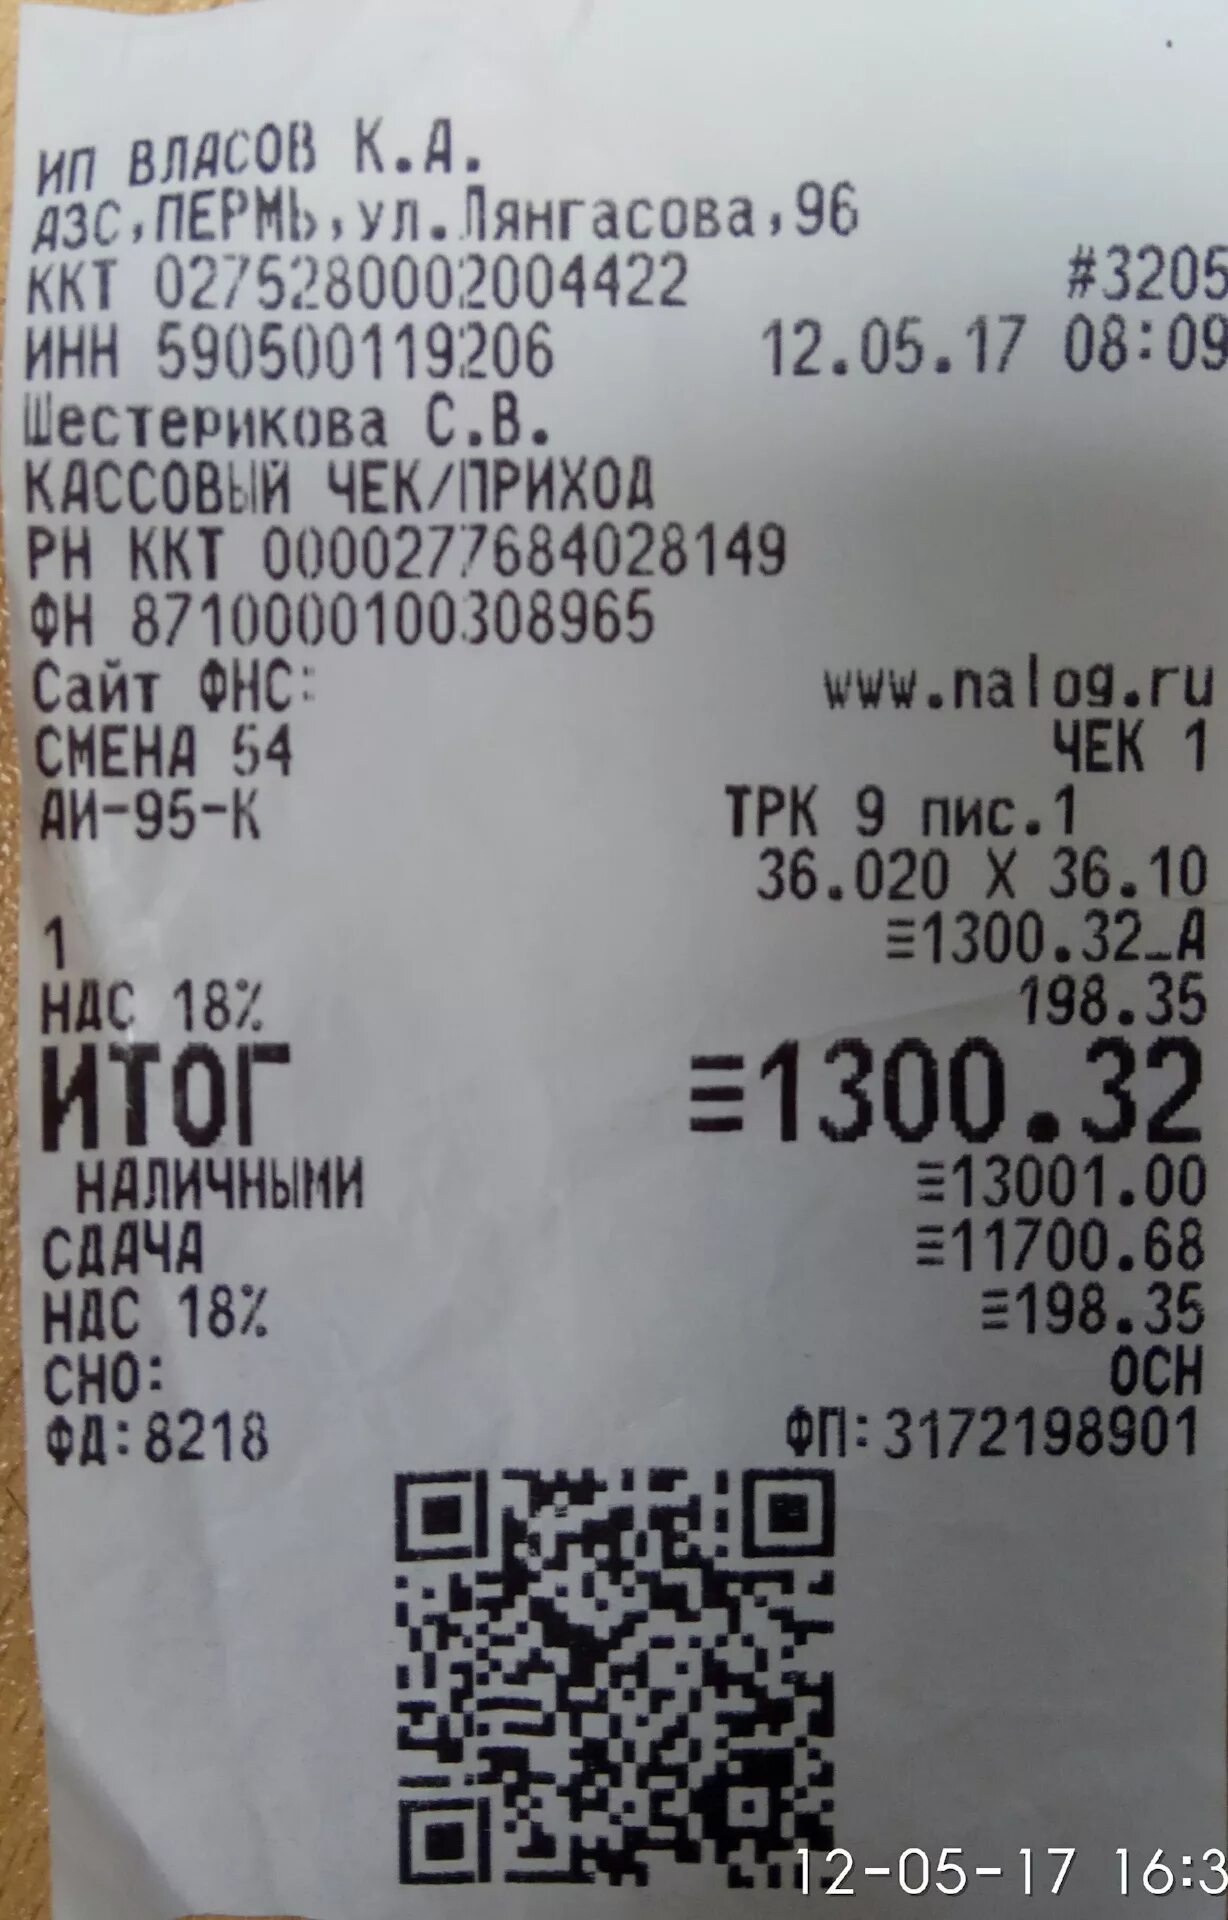 ИП ВЛАСОВ К.А.
АЗС,ПЕРМЬ,ул.Лянгасова,96
ККТ 0275280002004422 #3205
ИНН 590500119206 12.05.17 08:09
Шестерикова С.В.
КАССОВЫЙ ЧЕК/ПРИХОД
РН ККТ 0000277684028149
ФН 8710000100308965
Сайт ФНС: www.nalog.ru
СМЕНА 54 ЧЕК 1
АИ-95-К ТРК 9 пис.1
36.020 X 36.10
1 ≡1300.32_А
НДС 18% 198.35
ИТОГ ≡1300.32
НАЛИЧНЫМИ ≡13001.00
СДАЧА ≡11700.68
НДС 18% ≡198.35
СНО: ОСН
ФД:8218 ФП:3172198901
12-05-17 16:3